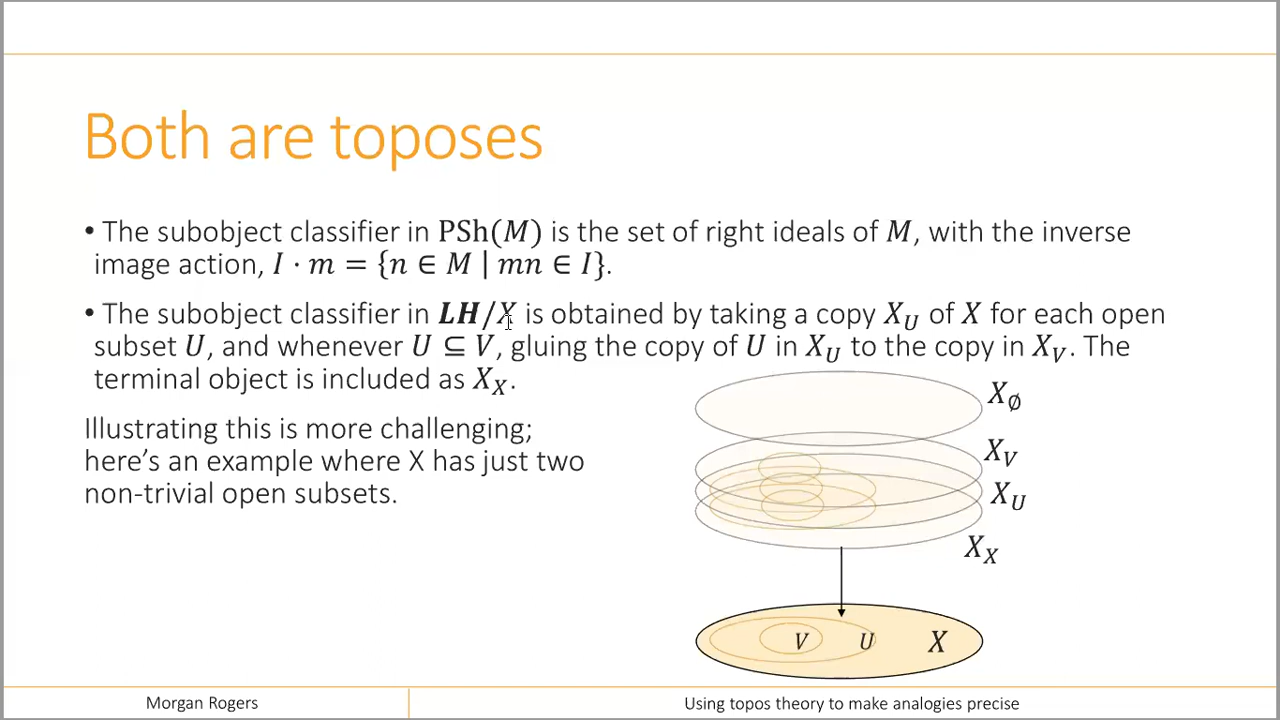 Both are toposes
• The subobject classifier in PSh(M) is the set of right ideals of M, with the inverse
image action, I · m = {n ∈ M | mn ∈ I}.
• The subobject classifier in LH/X is obtained by taking a copy X_U of X for each open
subset U, and whenever U ⊆ V, gluing the copy of U in X_U to the copy in X_V. The
terminal object is included as X_X.
Illustrating this is more challenging;
here's an example where X has just two
non-trivial open subsets.
X_∅
X_V
X_U
X_X
V U X
Morgan Rogers
Using topos theory to make analogies precise